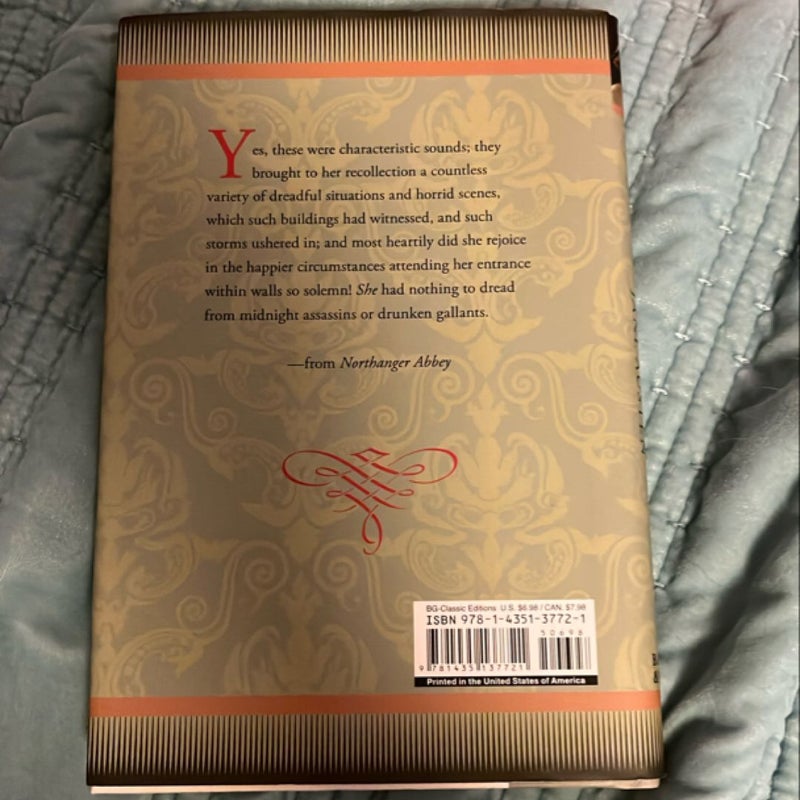 Yes, these were characteristic sounds; they
brought to her recollection a countless
variety of dreadful situations and horrid scenes,
which such buildings had witnessed, and such
storms ushered in; and most heartily did she rejoice
in the happier circumstances attending her entrance
within walls so solemn! She had nothing to dread
from midnight assassins or drunken gallants.
—from Northanger Abbey
BG-Classic Editions U.S. $6.98 / CAN. $7.98
ISBN 978-1-4351-3772-1
50698
9 781435 137721
Printed in the United States of America